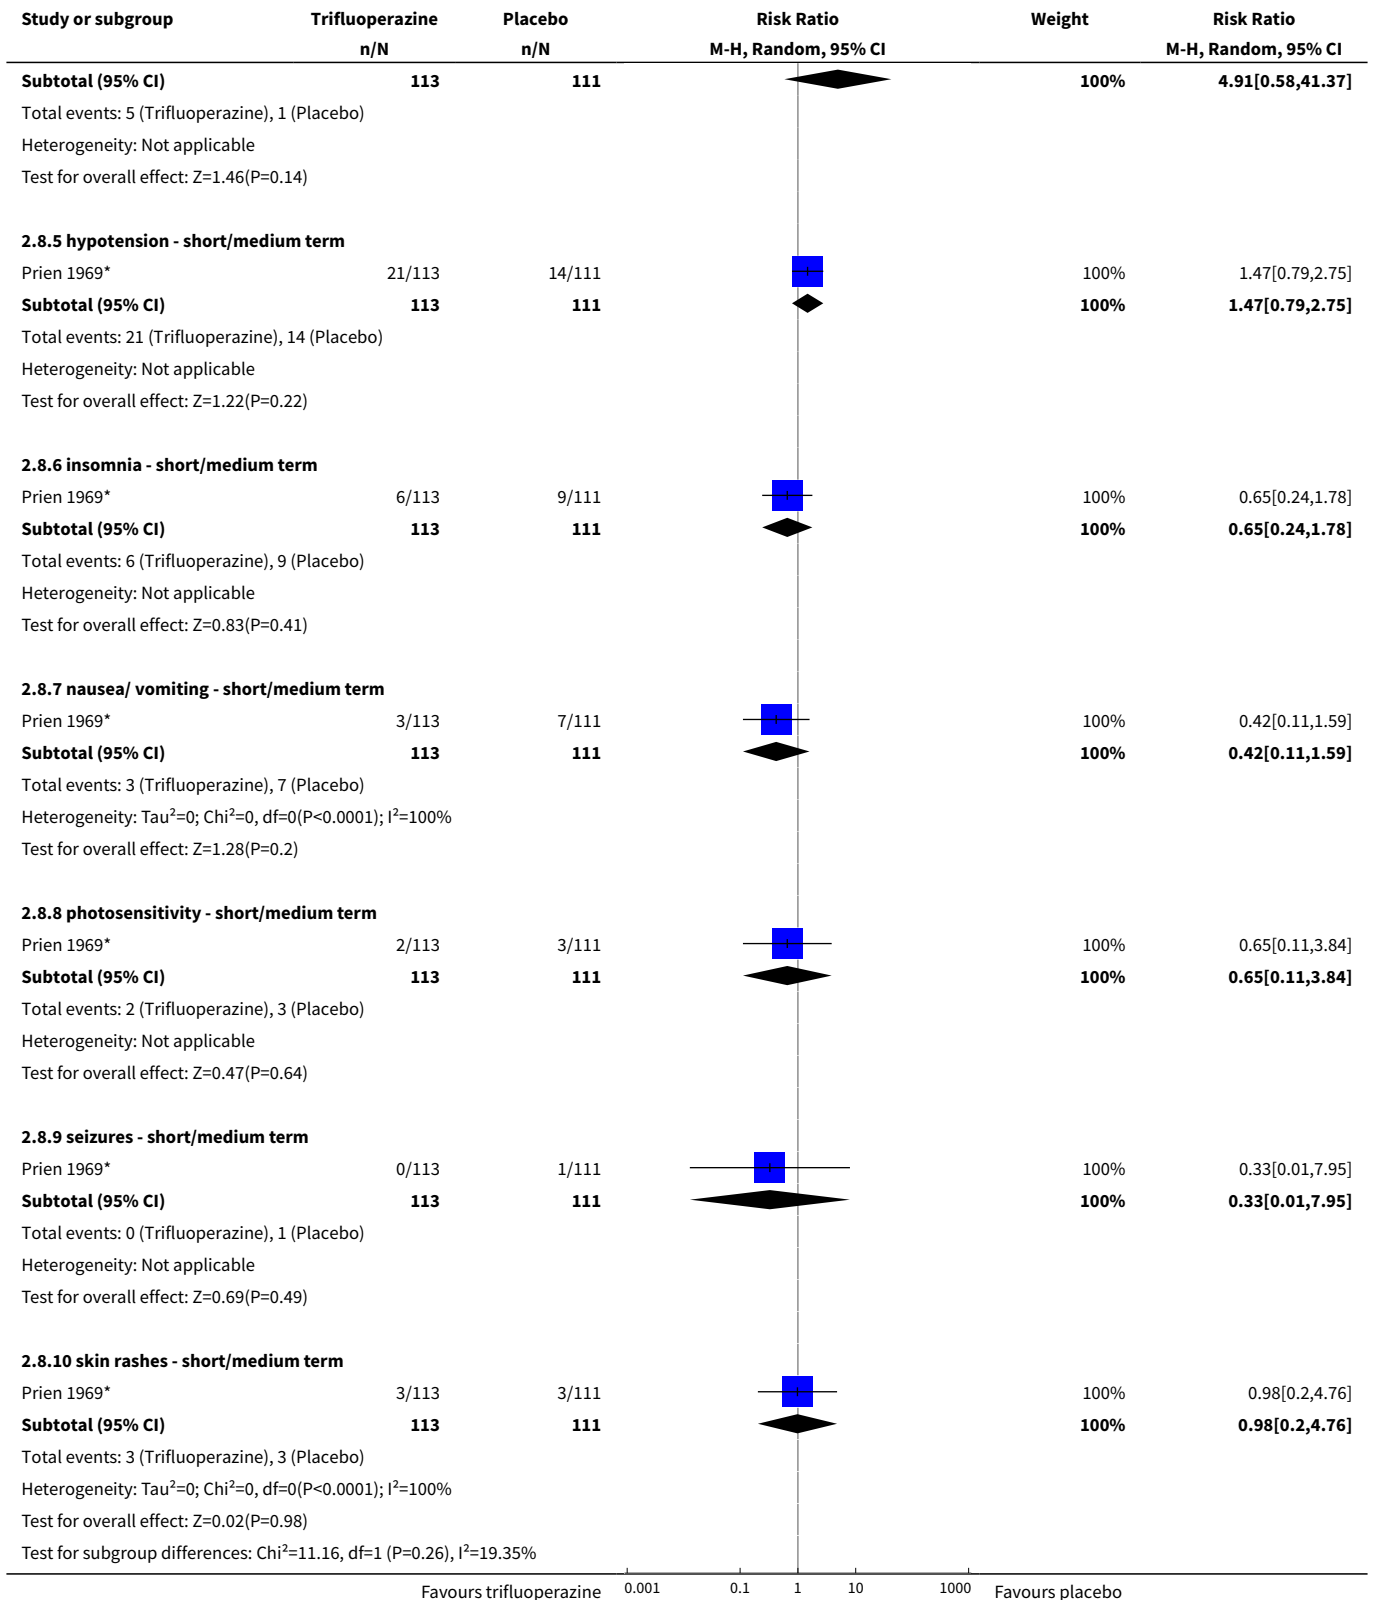 Study or subgroup Trifluoperazine Placebo Risk Ratio Weight Risk Ratio
n/N n/N M-H, Random, 95% CI M-H, Random, 95% CI
Subtotal (95% CI) 113 111 100% 4.91[0.58,41.37]
Total events: 5 (Trifluoperazine), 1 (Placebo)
Heterogeneity: Not applicable
Test for overall effect: Z=1.46(P=0.14)
2.8.5 hypotension - short/medium term
Prien 1969* 21/113 14/111 100% 1.47[0.79,2.75]
Subtotal (95% CI) 113 111 100% 1.47[0.79,2.75]
Total events: 21 (Trifluoperazine), 14 (Placebo)
Heterogeneity: Not applicable
Test for overall effect: Z=1.22(P=0.22)
2.8.6 insomnia - short/medium term
Prien 1969* 6/113 9/111 100% 0.65[0.24,1.78]
Subtotal (95% CI) 113 111 100% 0.65[0.24,1.78]
Total events: 6 (Trifluoperazine), 9 (Placebo)
Heterogeneity: Not applicable
Test for overall effect: Z=0.83(P=0.41)
2.8.7 nausea/ vomiting - short/medium term
Prien 1969* 3/113 7/111 100% 0.42[0.11,1.59]
Subtotal (95% CI) 113 111 100% 0.42[0.11,1.59]
Total events: 3 (Trifluoperazine), 7 (Placebo)
Heterogeneity: Tau²=0; Chi²=0, df=0(P<0.0001); I²=100%
Test for overall effect: Z=1.28(P=0.2)
2.8.8 photosensitivity - short/medium term
Prien 1969* 2/113 3/111 100% 0.65[0.11,3.84]
Subtotal (95% CI) 113 111 100% 0.65[0.11,3.84]
Total events: 2 (Trifluoperazine), 3 (Placebo)
Heterogeneity: Not applicable
Test for overall effect: Z=0.47(P=0.64)
2.8.9 seizures - short/medium term
Prien 1969* 0/113 1/111 100% 0.33[0.01,7.95]
Subtotal (95% CI) 113 111 100% 0.33[0.01,7.95]
Total events: 0 (Trifluoperazine), 1 (Placebo)
Heterogeneity: Not applicable
Test for overall effect: Z=0.69(P=0.49)
2.8.10 skin rashes - short/medium term
Prien 1969* 3/113 3/111 100% 0.98[0.2,4.76]
Subtotal (95% CI) 113 111 100% 0.98[0.2,4.76]
Total events: 3 (Trifluoperazine), 3 (Placebo)
Heterogeneity: Tau²=0; Chi²=0, df=0(P<0.0001); I²=100%
Test for overall effect: Z=0.02(P=0.98)
Test for subgroup differences: Chi²=11.16, df=1 (P=0.26), I²=19.35%
Favours trifluoperazine 0.001 0.1 1 10 1000 Favours placebo